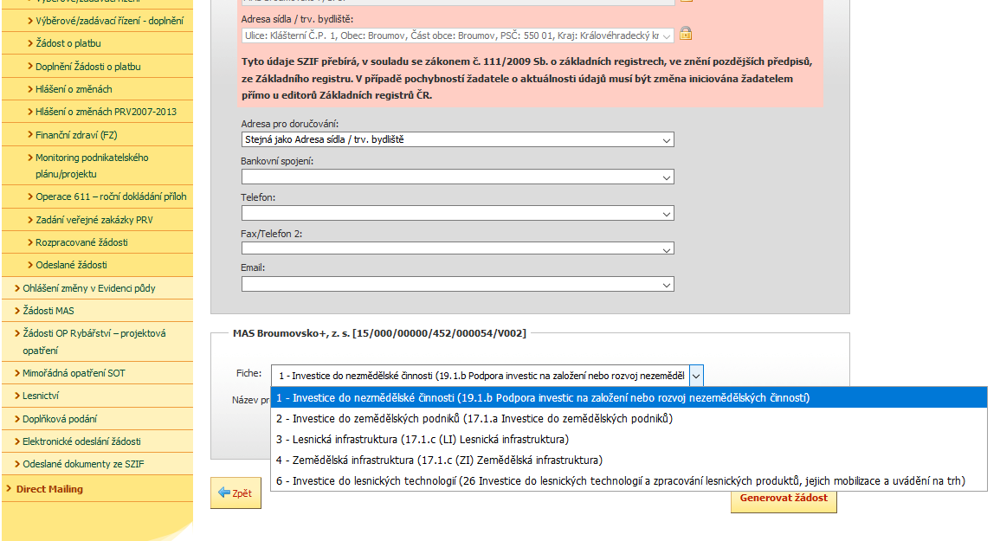 Výběrové/zadávací řízení
Výběrové/zadávací řízení - doplnění
Žádost o platbu
Doplnění Žádosti o platbu
Hlášení o změnách
Hlášení o změnách PRV2007-2013
Finanční zdraví (FZ)
Monitoring podnikatelského
plánu/projektu
Operace 611 – roční dokládání příloh
Zadání veřejné zakázky PRV
Rozpracované žádosti
Odeslané žádosti
Ohlášení změny v Evidenci půdy
Žádosti MAS
Žádosti OP Rybářství – projektová
opatření
Mimořádná opatření SOT
Lesnictví
Doplňková podání
Elektronické odeslání žádosti
Odeslané dokumenty ze SZIF
Direct Mailing
Adresa sídla / trv. bydliště:
Ulice: Klášterní Č.P. 1, Obec: Broumov, Část obce: Broumov, PSČ: 550 01, Kraj: Královéhradecký kr
Tyto údaje SZIF přebírá, v souladu se zákonem č. 111/2009 Sb. o základních registrech, ve znění pozdějších předpisů,
ze Základního registru. V případě pochybností žadatele o aktuálnosti údajů musí být změna iniciována žadatelem
přímo u editorů Základních registrů ČR.
Adresa pro doručování:
Stejná jako Adresa sídla / trv. bydliště
Bankovní spojení:
Telefon:
Fax/Telefon 2:
Email:
MAS Broumovsko+, z. s. [15/000/00000/452/000054/V002]
Fiche: 1 - Investice do nezmědělské činnosti (19.1.b Podpora investic na založení nebo rozvoj nezeměděl
Název pr
1 - Investice do nezmědělské činnosti (19.1.b Podpora investic na založení nebo rozvoj nezemědělských činností)
2 - Investice do zemědělských podniků (17.1.a Investice do zemědělských podniků)
3 - Lesnická infrastruktura (17.1.c (LI) Lesnická infrastruktura)
4 - Zemědělská infrastruktura (17.1.c (ZI) Zemědělská infrastruktura)
6 - Investice do lesnických technologií (26 Investice do lesnických technologií a zpracování lesnických produktů, jejich mobilizace a uvádění na trh)
Zpět
Generovat žádost